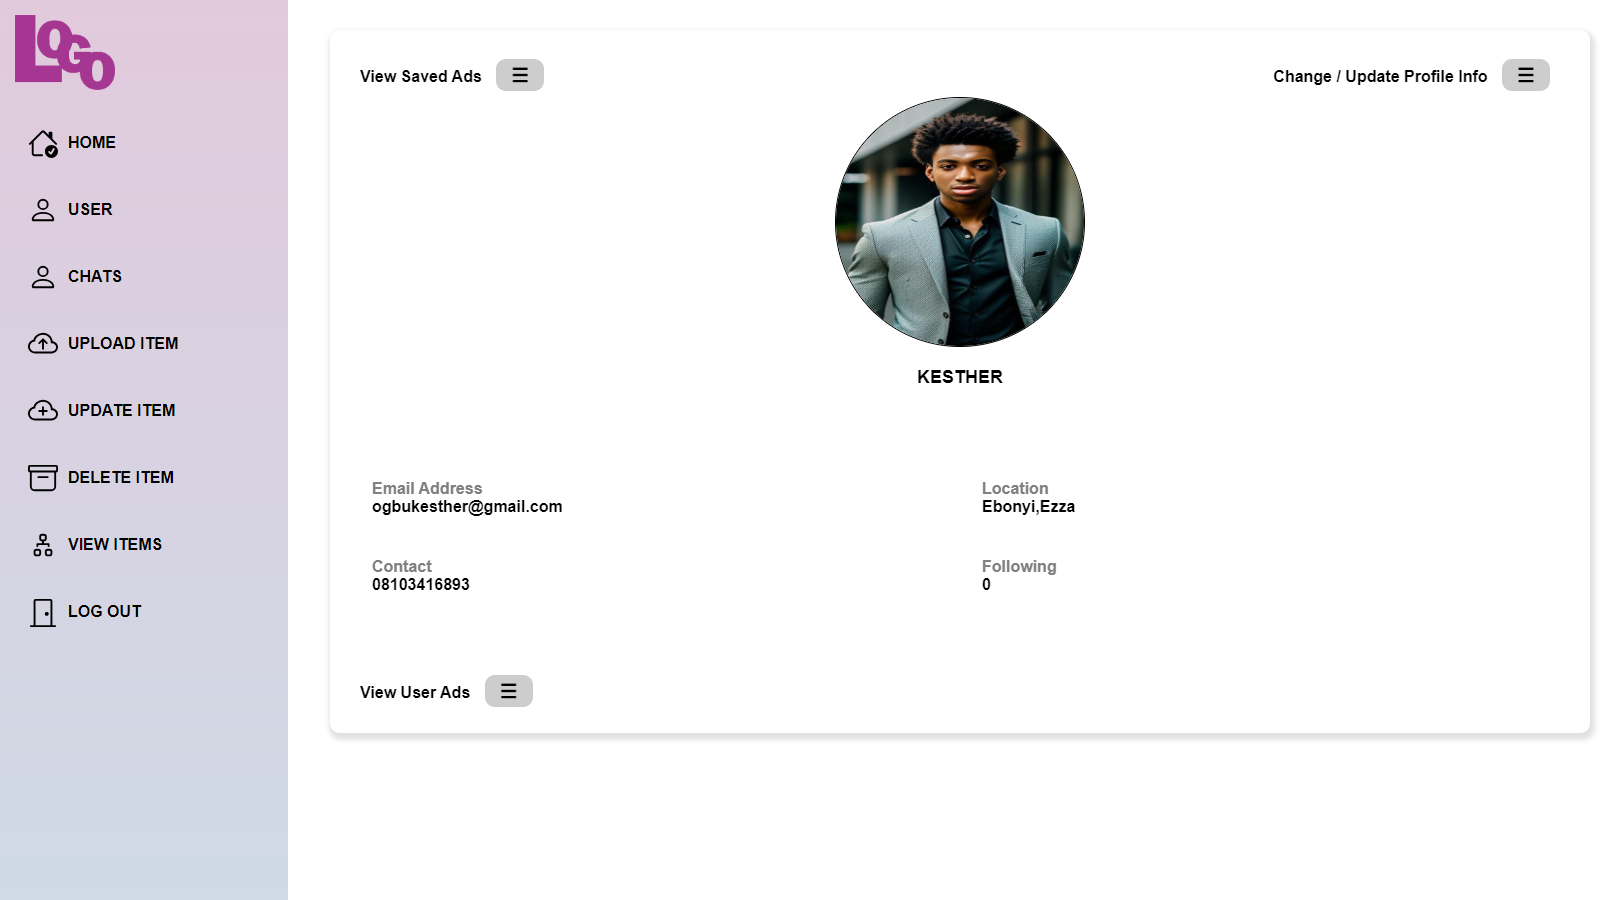 LOGO
HOME
USER
CHATS
UPLOAD ITEM
UPDATE ITEM
DELETE ITEM
VIEW ITEMS
LOG OUT
View Saved Ads
Change / Update Profile Info
KESTHER
Email Address
ogbukesther@gmail.com
Location
Ebonyi,Ezza
Contact
08103416893
Following
0
View User Ads